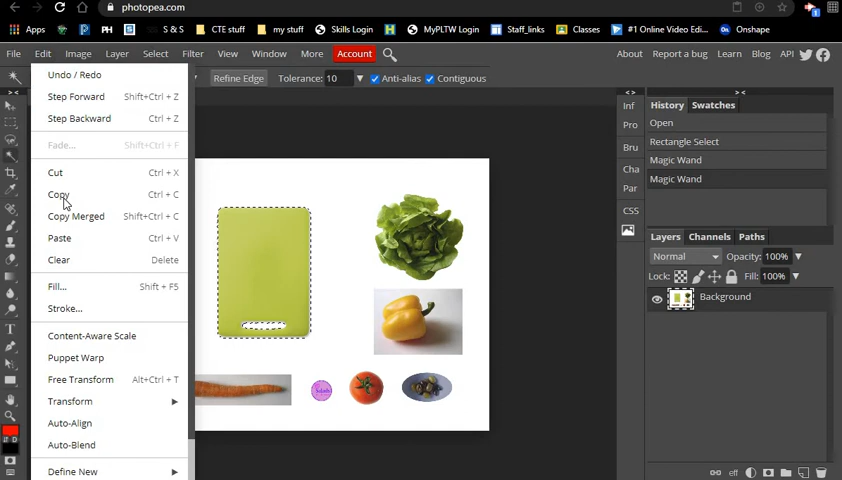 photopea.com
S & S CTE stuff my stuff Skills Login MyPLTW Login Staff_links Classes #1 Online Video Edi... Onshape
File Edit Image Layer Select Filter View Window More Account About Report a bug Learn Blog API
Refine Edge Tolerance: 10 Anti-alias Contiguous
Undo / Redo
Step Forward Shift+Ctrl + Z
Step Backward Ctrl + Z
Fade... Shift+Ctrl + F
Cut Ctrl + X
Copy Ctrl + C
Copy Merged Shift+Ctrl + C
Paste Ctrl + V
Clear Delete
Fill... Shift + F5
Stroke...
Content-Aware Scale
Puppet Warp
Free Transform Alt+Ctrl + T
Transform
Auto-Align
Auto-Blend
Define New
> < < > > <
Inf
Pro
Bru
Cha
Par
CSS
History Swatches
Open
Rectangle Select
Magic Wand
Magic Wand
Layers Channels Paths
Normal Opacity: 100%
Lock: Fill: 100%
Background
eff